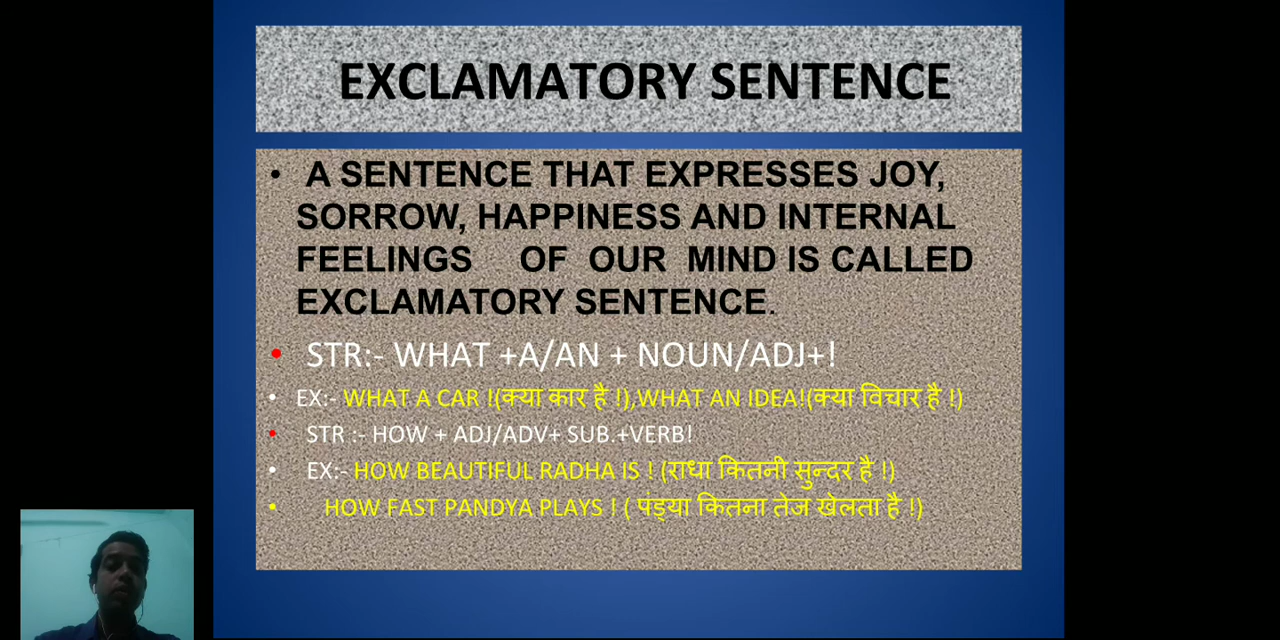 EXCLAMATORY SENTENCE
• A SENTENCE THAT EXPRESSES JOY,
SORROW, HAPPINESS AND INTERNAL
FEELINGS OF OUR MIND IS CALLED
EXCLAMATORY SENTENCE.
• STR:- WHAT +A/AN + NOUN/ADJ+!
• EX:- WHAT A CAR !(क्या कार है !),WHAT AN IDEA!(क्या विचार है !)
• STR :- HOW + ADJ/ADV+ SUB.+VERB!
• EX:- HOW BEAUTIFUL RADHA IS ! (राधा कितनी सुन्दर है !)
• HOW FAST PANDYA PLAYS ! ( पंड्या कितना तेज खेलता है !)